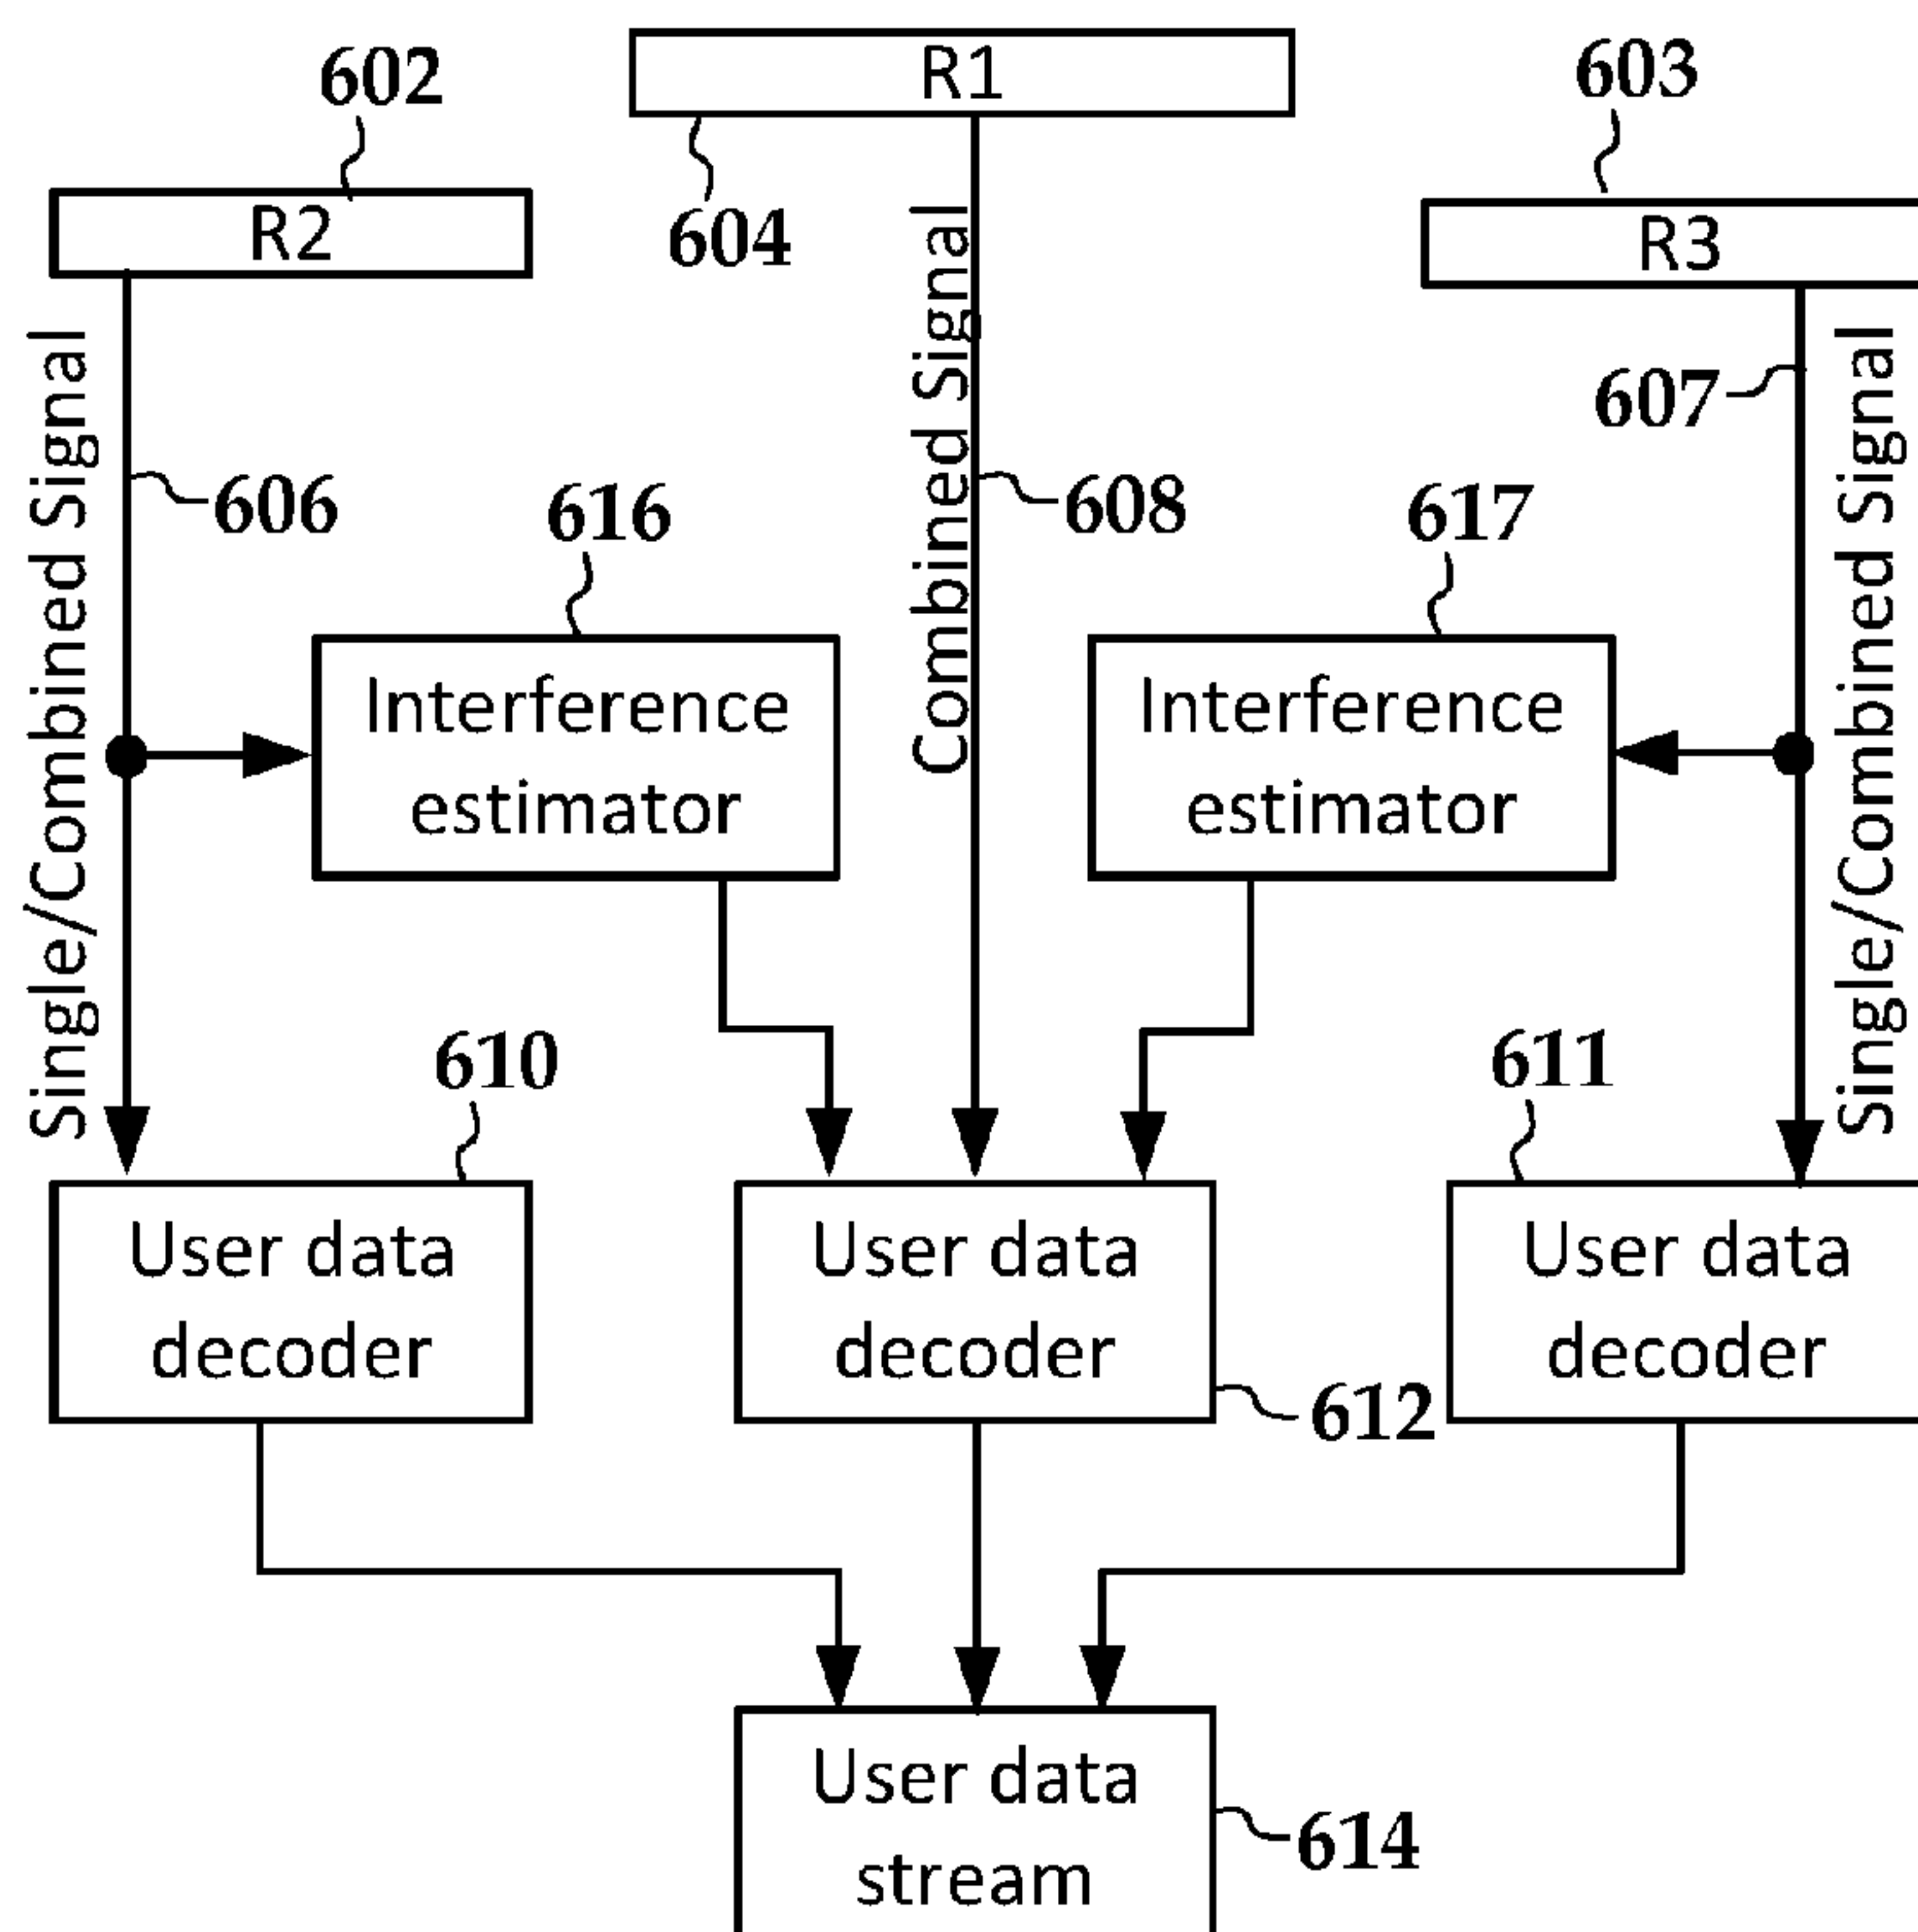 602
R1
603
R2
604
R3
Single/Combined Signal
606
616
Combined Signal
608
617
607
Single/Combined Signal
Interference
estimator
Interference
estimator
610
611
User data
decoder
User data
decoder
612
User data
decoder
User data
stream
614